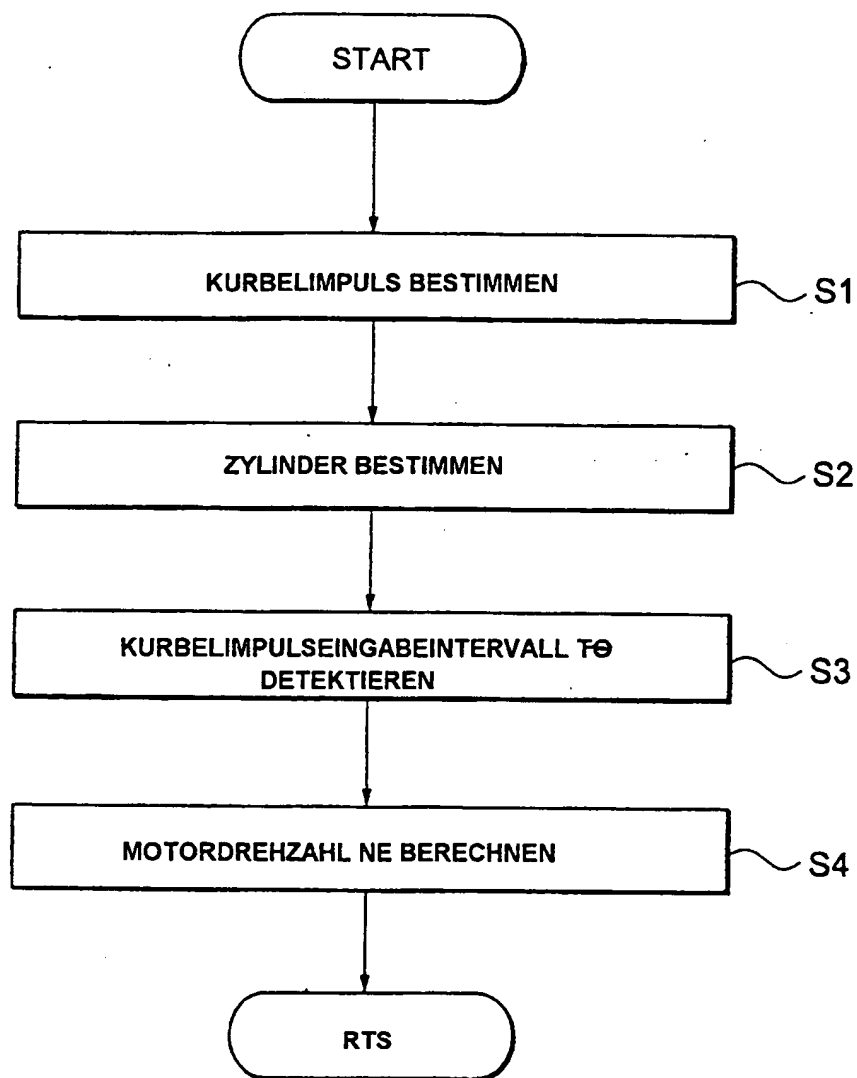 START
KURBELIMPULS BESTIMMEN
S1
ZYLINDER BESTIMMEN
S2
KURBELIMPULSEINGABEINTERVALL TΘ
DETEKTIEREN
S3
MOTORDREHZAHL NE BERECHNEN
S4
RTS